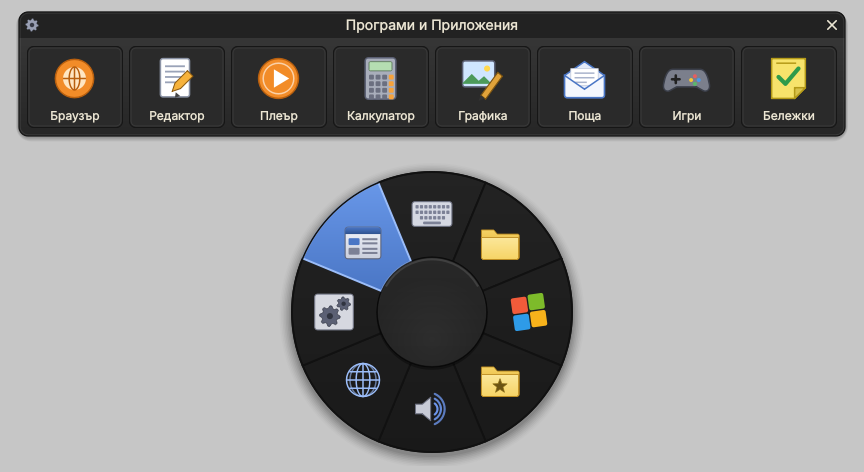 Програми и Приложения
Браузър
Редактор
Плеър
Калкулатор
Графика
Поща
Игри
Бележки